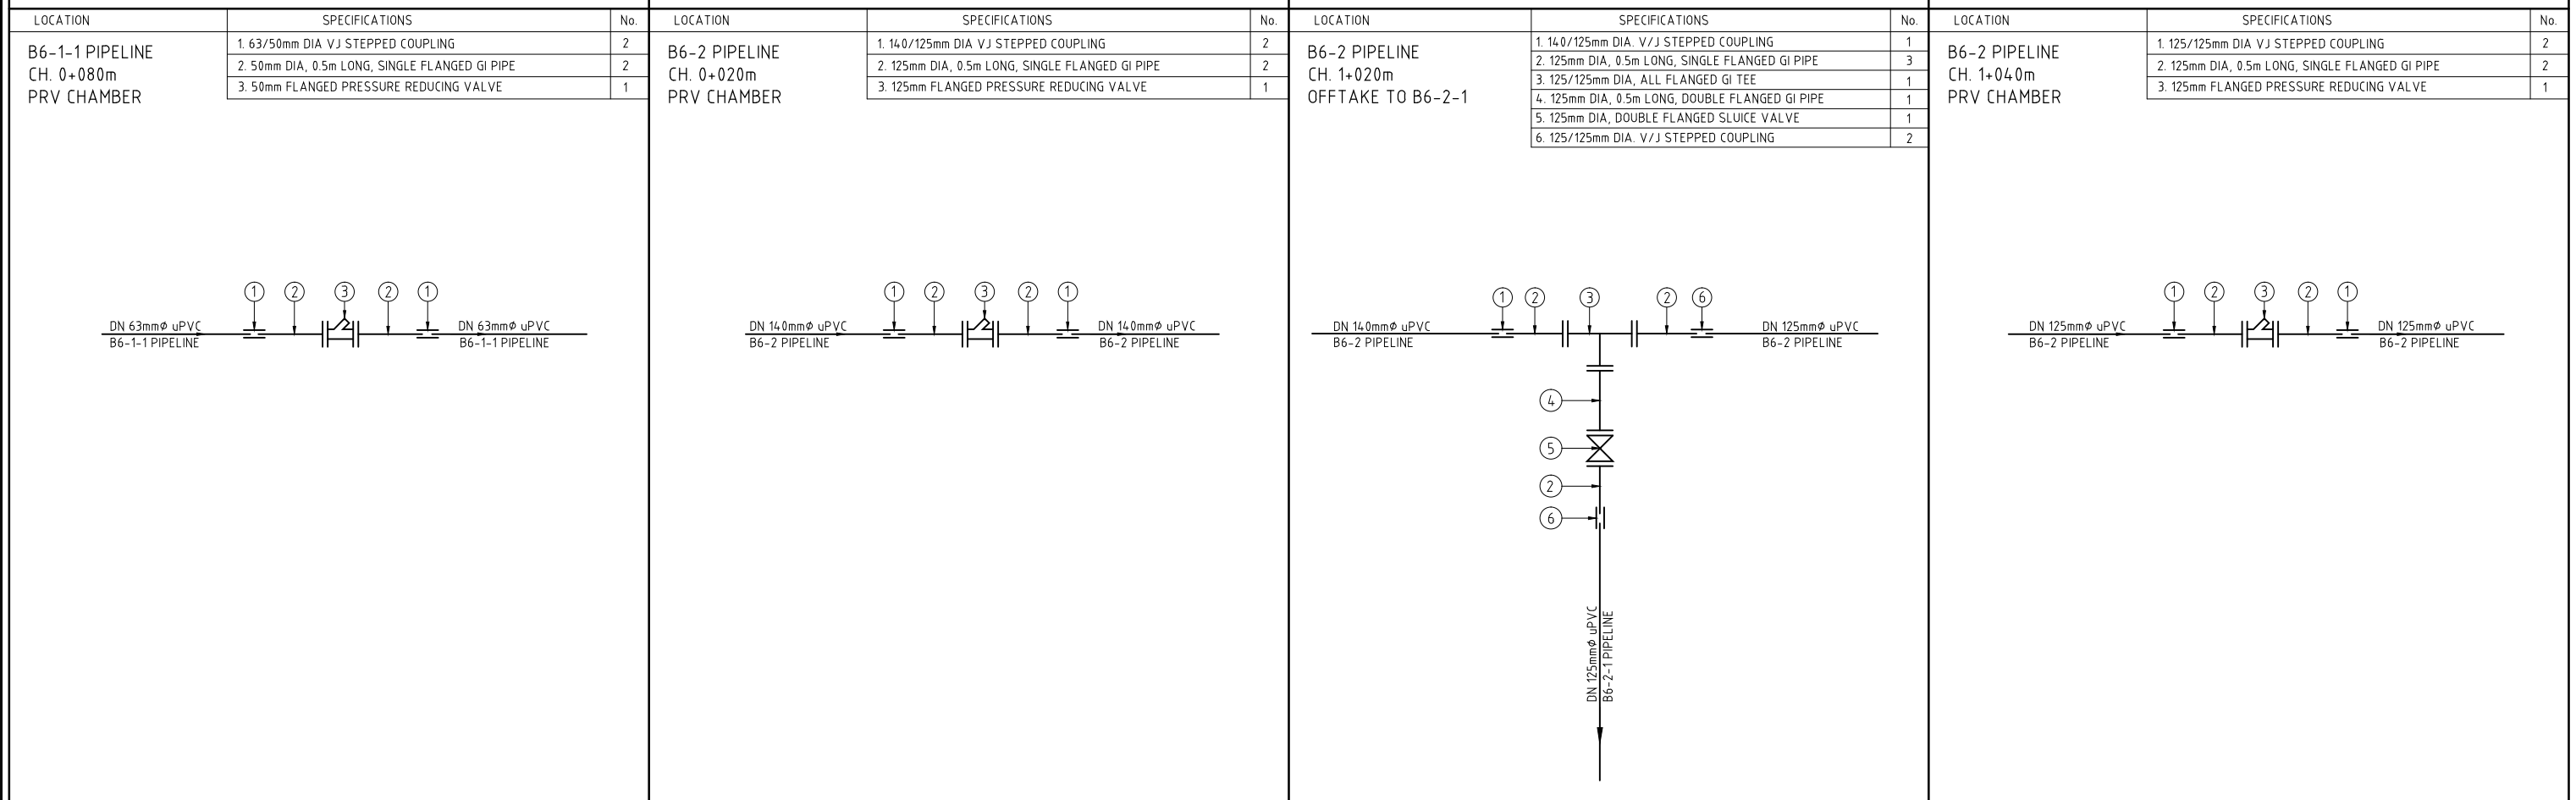 LOCATION SPECIFICATIONS No.
B6-1-1 PIPELINE
CH. 0+080m
PRV CHAMBER
1. 63/50mm DIA VJ STEPPED COUPLING 2
2. 50mm DIA, 0.5m LONG, SINGLE FLANGED GI PIPE 2
3. 50mm FLANGED PRESSURE REDUCING VALVE 1
1 2 3 2 1
DN 63mmØ uPVC DN 63mmØ uPVC
B6-1-1 PIPELINE B6-1-1 PIPELINE
LOCATION SPECIFICATIONS No.
B6-2 PIPELINE
CH. 0+020m
PRV CHAMBER
1. 140/125mm DIA VJ STEPPED COUPLING 2
2. 125mm DIA, 0.5m LONG, SINGLE FLANGED GI PIPE 2
3. 125mm FLANGED PRESSURE REDUCING VALVE 1
1 2 3 2 1
DN 140mmØ uPVC DN 140mmØ uPVC
B6-2 PIPELINE B6-2 PIPELINE
LOCATION SPECIFICATIONS No.
B6-2 PIPELINE
CH. 1+020m
OFFTAKE TO B6-2-1
1. 140/125mm DIA. V/J STEPPED COUPLING 1
2. 125mm DIA, 0.5m LONG, SINGLE FLANGED GI PIPE 3
3. 125/125mm DIA, ALL FLANGED GI TEE 1
4. 125mm DIA, 0.5m LONG, DOUBLE FLANGED GI PIPE 1
5. 125mm DIA, DOUBLE FLANGED SLUICE VALVE 1
6. 125/125mm DIA. V/J STEPPED COUPLING 2
1 2 3 2 6
DN 140mmØ uPVC DN 125mmØ uPVC
B6-2 PIPELINE B6-2 PIPELINE
4
5
2
6
DN 125mmØ uPVC
B6-2-1 PIPELINE
LOCATION SPECIFICATIONS No.
B6-2 PIPELINE
CH. 1+040m
PRV CHAMBER
1. 125/125mm DIA VJ STEPPED COUPLING 2
2. 125mm DIA, 0.5m LONG, SINGLE FLANGED GI PIPE 2
3. 125mm FLANGED PRESSURE REDUCING VALVE 1
1 2 3 2 1
DN 125mmØ uPVC DN 125mmØ uPVC
B6-2 PIPELINE B6-2 PIPELINE